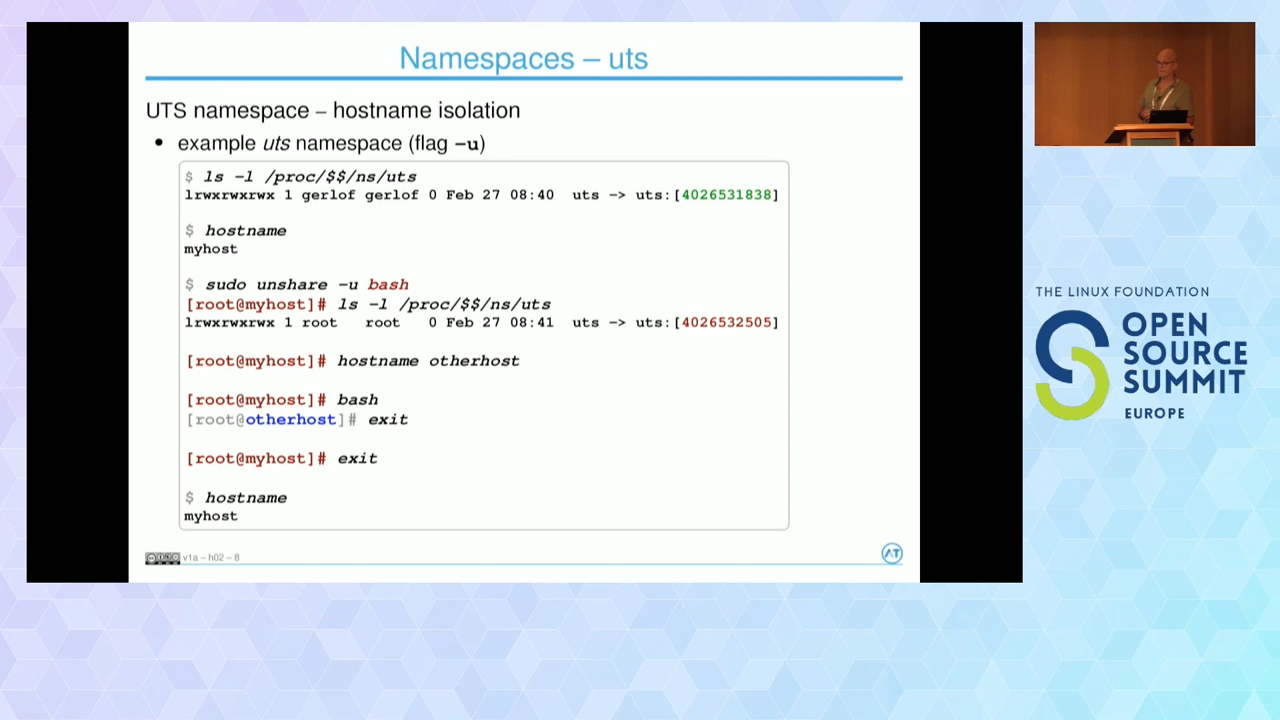 Namespaces – uts
UTS namespace – hostname isolation
• example uts namespace (flag –u)
$ ls –l /proc/$$/ns/uts
lrwxrwxrwx 1 gerlof gerlof 0 Feb 27 08:40 uts –> uts:[4026531838]
$ hostname
myhost
$ sudo unshare –u bash
[root@myhost]# ls –l /proc/$$/ns/uts
lrwxrwxrwx 1 root root 0 Feb 27 08:41 uts –> uts:[4026532505]
[root@myhost]# hostname otherhost
[root@myhost]# bash
[root@otherhost]# exit
[root@myhost]# exit
$ hostname
myhost
v1a – h02 – 8
AT
THE LINUX FOUNDATION
OPEN
SOURCE
SUMMIT
EUROPE